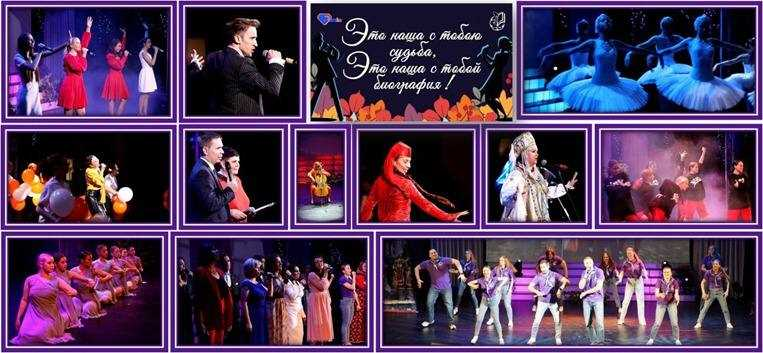 Это наша с тобою
судьба,
Это наша с тобой
биография!